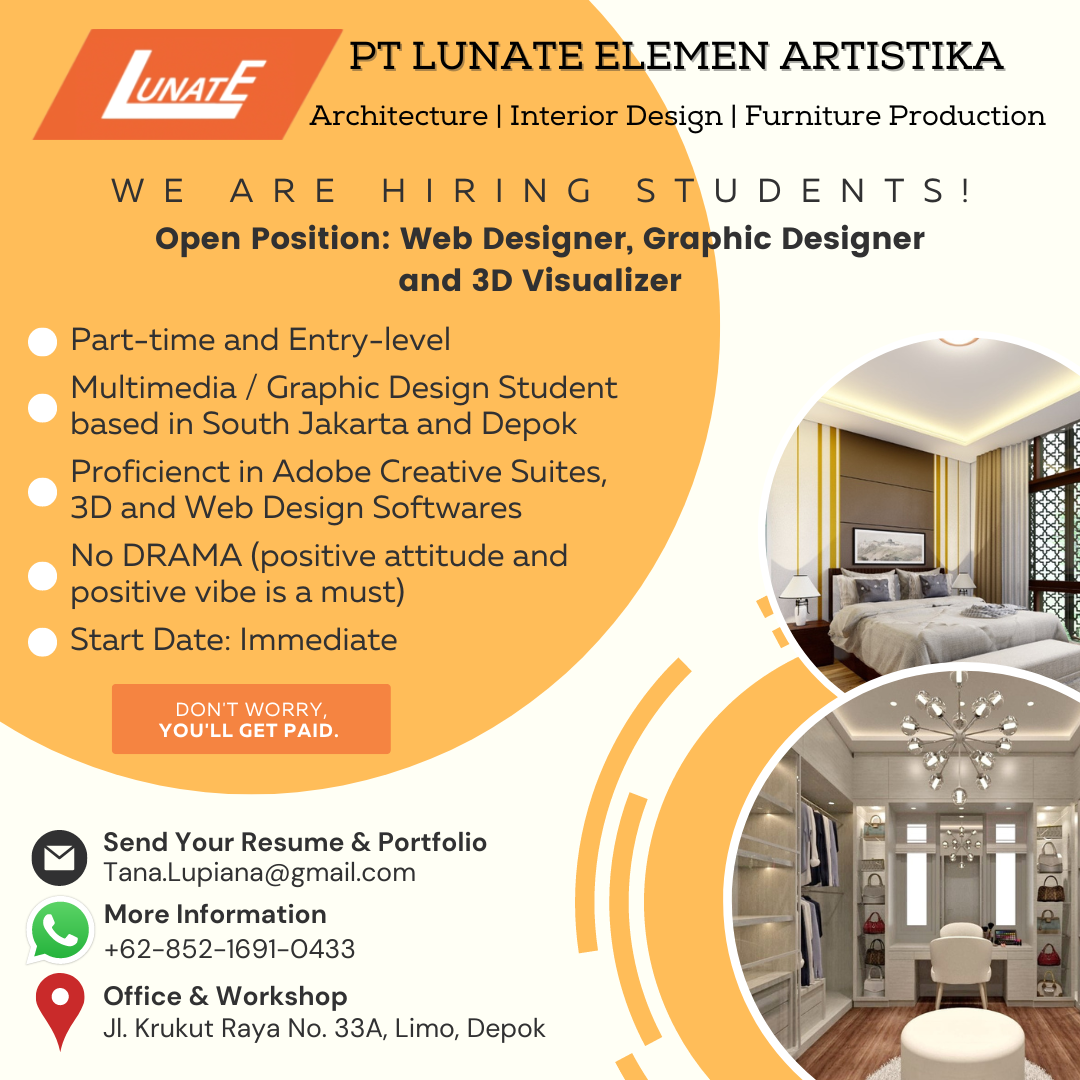 LUNATE
PT LUNATE ELEMEN ARTISTIKA
Architecture | Interior Design | Furniture Production
WE ARE HIRING STUDENTS!
Open Position: Web Designer, Graphic Designer
and 3D Visualizer
Part-time and Entry-level
Multimedia / Graphic Design Student
based in South Jakarta and Depok
Proficienct in Adobe Creative Suites,
3D and Web Design Softwares
No DRAMA (positive attitude and
positive vibe is a must)
Start Date: Immediate
DON'T WORRY,
YOU'LL GET PAID.
Send Your Resume & Portfolio
Tana.Lupiana@gmail.com
More Information
+62-852-1691-0433
Office & Workshop
Jl. Krukut Raya No. 33A, Limo, Depok